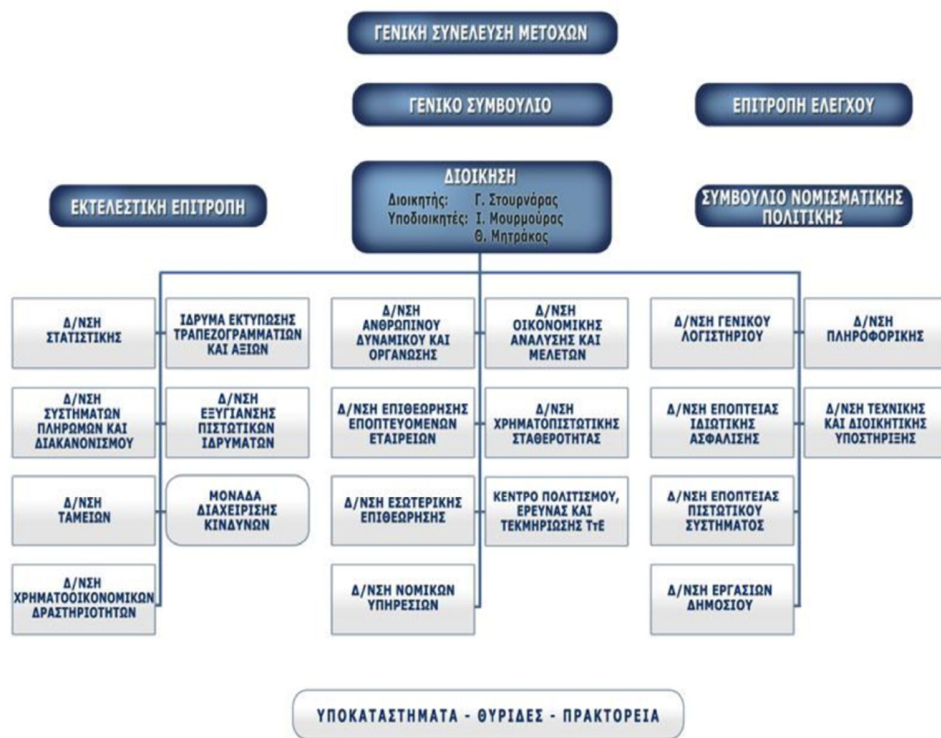 ΓΕΝΙΚΗ ΣΥΝΕΛΕΥΣΗ ΜΕΤΟΧΩΝ
ΓΕΝΙΚΟ ΣΥΜΒΟΥΛΙΟ
ΕΠΙΤΡΟΠΗ ΕΛΕΓΧΟΥ
ΕΚΤΕΛΕΣΤΙΚΗ ΕΠΙΤΡΟΠΗ
ΔΙΟΙΚΗΣΗ
Διοικητής: Γ. Στουρνάρας
Υποδιοικητές: Ι. Μουρμούρας
Θ. Μητράκος
ΣΥΜΒΟΥΛΙΟ ΝΟΜΙΣΜΑΤΙΚΗΣ
ΠΟΛΙΤΙΚΗΣ
Δ/ΝΣΗ
ΣΤΑΤΙΣΤΙΚΗΣ
ΙΔΡΥΜΑ ΕΚΤΥΠΩΣΗΣ
ΤΡΑΠΕΖΟΓΡΑΜΜΑΤΙΩΝ
ΚΑΙ ΑΞΙΩΝ
Δ/ΝΣΗ
ΑΝΘΡΩΠΙΝΟΥ
ΔΥΝΑΜΙΚΟΥ ΚΑΙ
ΟΡΓΑΝΩΣΗΣ
Δ/ΝΣΗ
ΟΙΚΟΝΟΜΙΚΗΣ
ΑΝΑΛΥΣΗΣ ΚΑΙ
ΜΕΛΕΤΩΝ
Δ/ΝΣΗ ΓΕΝΙΚΟΥ
ΛΟΓΙΣΤΗΡΙΟΥ
Δ/ΝΣΗ
ΠΛΗΡΟΦΟΡΙΚΗΣ
Δ/ΝΣΗ
ΣΥΣΤΗΜΑΤΩΝ
ΠΛΗΡΩΜΩΝ ΚΑΙ
ΔΙΑΚΑΝΟΝΙΣΜΟΥ
Δ/ΝΣΗ
ΕΞΥΓΙΑΝΣΗΣ
ΠΙΣΤΩΤΙΚΩΝ
ΙΔΡΥΜΑΤΩΝ
Δ/ΝΣΗ ΕΠΙΘΕΩΡΗΣΗΣ
ΕΠΟΠΤΕΥΟΜΕΝΩΝ
ΕΤΑΙΡΕΙΩΝ
Δ/ΝΣΗ
ΧΡΗΜΑΤΟΠΙΣΤΩΤΙΚΗΣ
ΣΤΑΘΕΡΟΤΗΤΑΣ
Δ/ΝΣΗ ΕΠΟΠΤΕΙΑΣ
ΙΔΙΩΤΙΚΗΣ
ΑΣΦΑΛΙΣΗΣ
Δ/ΝΣΗ ΤΕΧΝΙΚΗΣ
ΚΑΙ ΔΙΟΙΚΗΤΙΚΗΣ
ΥΠΟΣΤΗΡΙΞΗΣ
Δ/ΝΣΗ
ΤΑΜΕΙΩΝ
ΜΟΝΑΔΑ
ΔΙΑΧΕΙΡΙΣΗΣ
ΚΙΝΔΥΝΩΝ
Δ/ΝΣΗ ΕΣΩΤΕΡΙΚΗΣ
ΕΠΙΘΕΩΡΗΣΗΣ
ΚΕΝΤΡΟ ΠΟΛΙΤΙΣΜΟΥ,
ΕΡΕΥΝΑΣ ΚΑΙ
ΤΕΚΜΗΡΙΩΣΗΣ ΤτΕ
Δ/ΝΣΗ ΕΠΟΠΤΕΙΑΣ
ΠΙΣΤΩΤΙΚΟΥ
ΣΥΣΤΗΜΑΤΟΣ
Δ/ΝΣΗ
ΧΡΗΜΑΤΟΟΙΚΟΝΟΜΙΚΩΝ
ΔΡΑΣΤΗΡΙΟΤΗΤΩΝ
Δ/ΝΣΗ ΝΟΜΙΚΩΝ
ΥΠΗΡΕΣΙΩΝ
Δ/ΝΣΗ ΕΡΓΑΣΙΩΝ
ΔΗΜΟΣΙΟΥ
ΥΠΟΚΑΤΑΣΤΗΜΑΤΑ - ΘΥΡΙΔΕΣ - ΠΡΑΚΤΟΡΕΙΑ